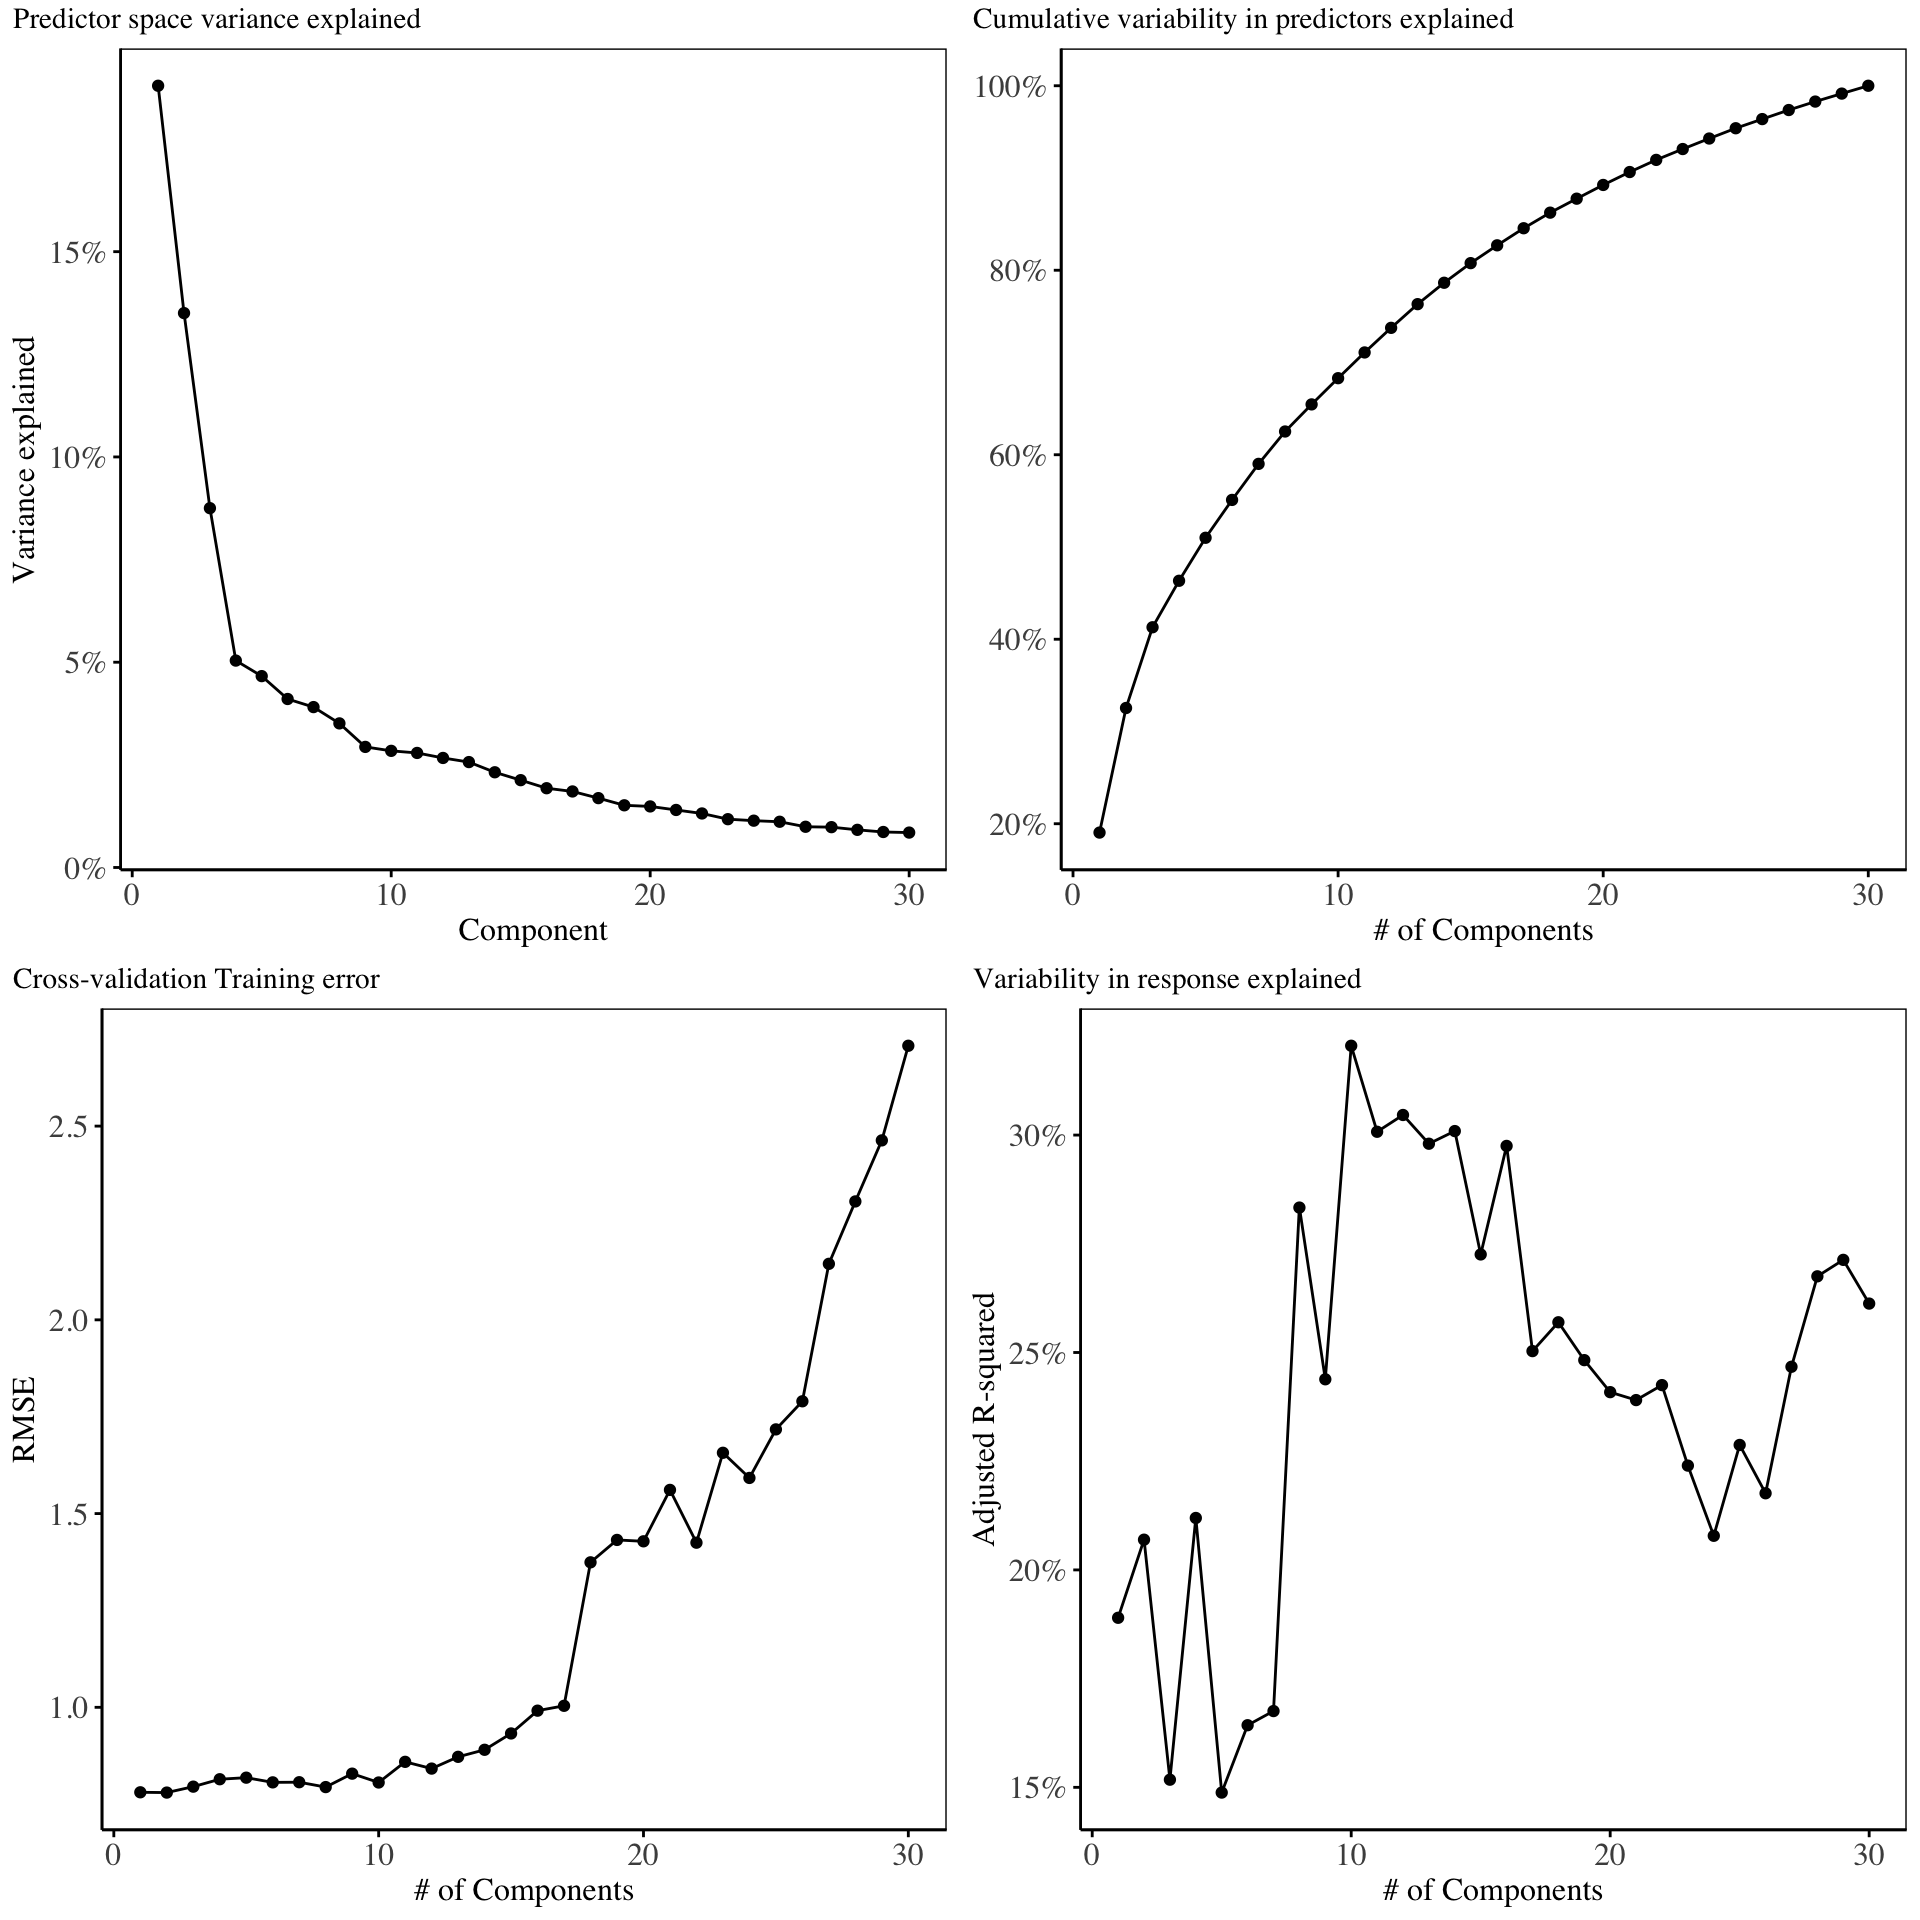 Predictor space variance explained
Variance explained
15%
10%
5%
0%
0 10 20 30
Component
Cumulative variability in predictors explained
100%
80%
60%
40%
20%
0 10 20 30
# of Components
Cross-validation Training error
RMSE
2.5
2.0
1.5
1.0
0 10 20 30
# of Components
Variability in response explained
Adjusted R-squared
30%
25%
20%
15%
0 10 20 30
# of Components